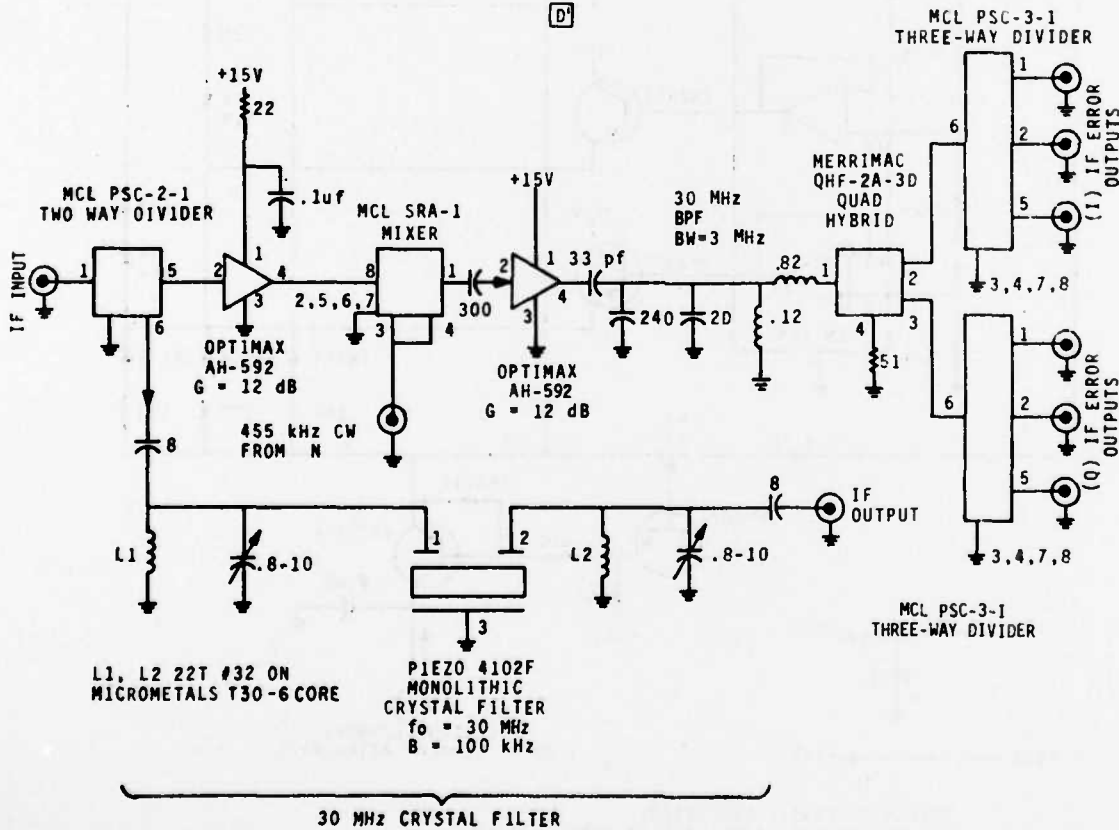 D'
MCL PSC-3-1
THREE-WAY DIVIDER
1
2
5
6
3,4,7,8
(I) IF ERROR
OUTPUTS
+15V
22
.1uf
MCL PSC-2-1
TWO WAY DIVIDER
IF INPUT
1
5
6
2
1
4
3
OPTIMAX
AH-592
G = 12 dB
MCL SRA-1
MIXER
8
1
2,5,6,7
3
4
300
455 kHz CW
FROM N
+15V
2
1
4
3
OPTIMAX
AH-592
G = 12 dB
33 pf
30 MHz
BPF
BW=3 MHz
240
2D
.12
.82
MERRIMAC
QHF-2A-3D
QUAD
HYBRID
1
2
3
4
51
6
1
2
5
3,4,7,8
(Q) IF ERROR
OUTPUTS
MCL PSC-3-I
THREE-WAY DIVIDER
8
L1
.8-10
1
2
3
L2
.8-10
8
IF
OUTPUT
L1, L2 22T #32 ON
MICROMETALS T30-6 CORE
PIEZO 4102F
MONOLITHIC
CRYSTAL FILTER
fo = 30 MHz
B = 100 kHz
30 MHz CRYSTAL FILTER